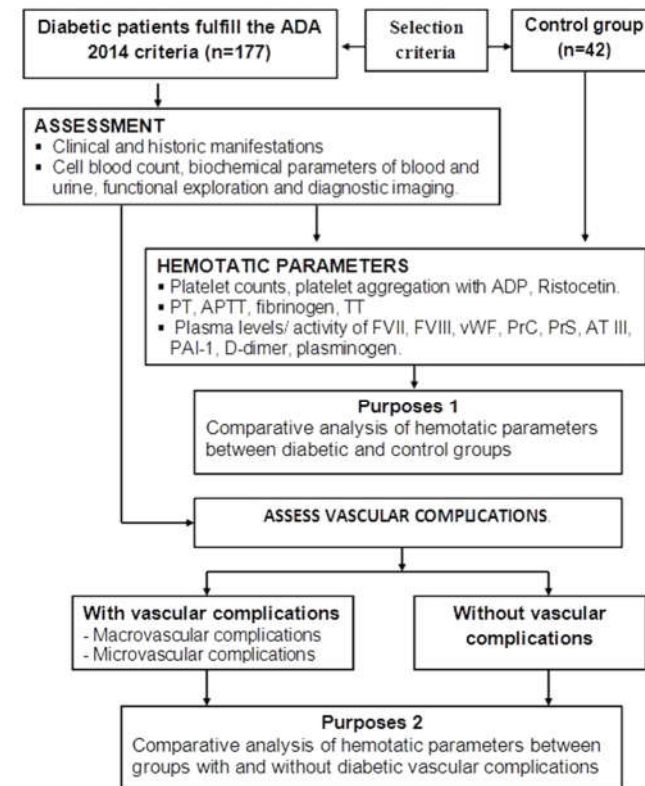 Diabetic patients fulfill the ADA
2014 criteria (n=177)
Selection
criteria
Control group
(n=42)
ASSESSMENT
▪ Clinical and historic manifestations
▪ Cell blood count, biochemical parameters of blood and
urine, functional exploration and diagnostic imaging.
HEMOTATIC PARAMETERS
▪ Platelet counts, platelet aggregation with ADP, Ristocetin.
▪ PT, APTT, fibrinogen, TT
▪ Plasma levels/ activity of FVII, FVIII, vWF, PrC, PrS, AT III,
PAI-1, D-dimer, plasminogen.
Purposes 1
Comparative analysis of hemotatic parameters
between diabetic and control groups
ASSESS VASCULAR COMPLICATIONS.
With vascular complications
- Macrovascular complications
- Microvascular complications
Without vascular
complications
Purposes 2
Comparative analysis of hemotatic parameters between
groups with and without diabetic vascular complications